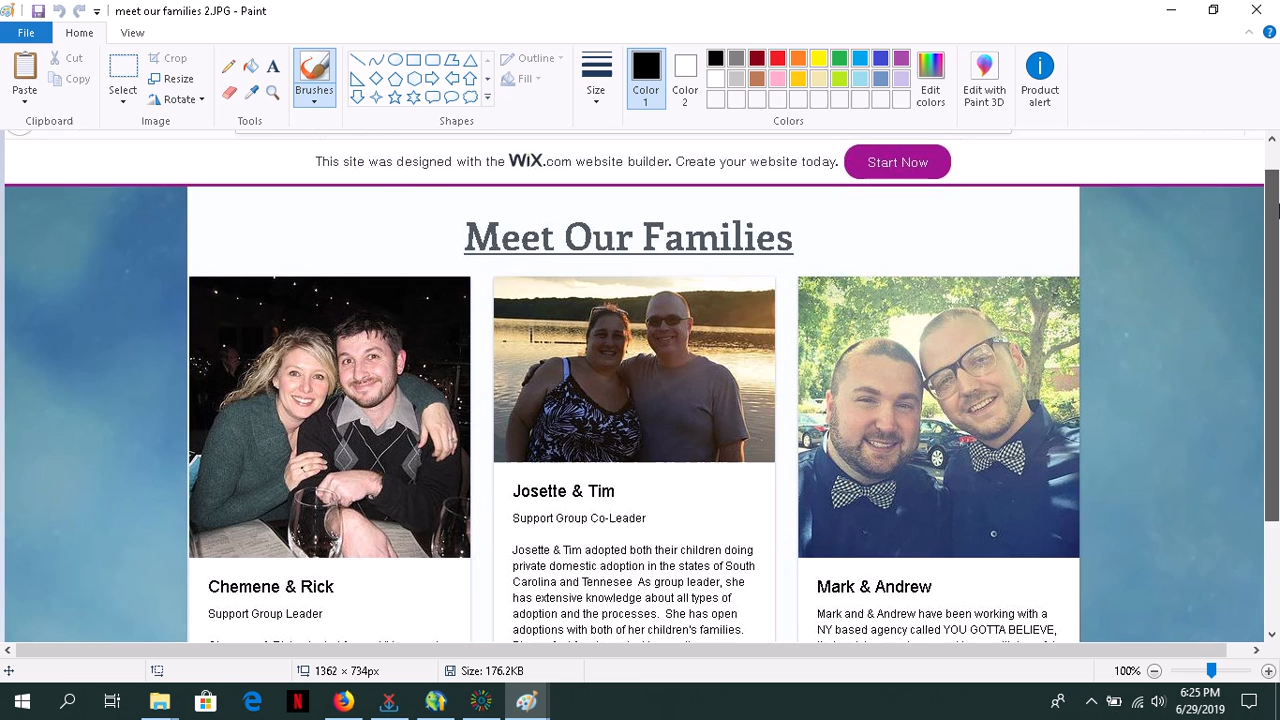 meet our families 2.JPG - Paint
File Home View
Paste
Cut
Copy
Clipboard
Select
Crop
Resize
Rotate
Image
Tools
Brushes
Outline
Fill
Shapes
Size
Color
1
Color
2
Edit
colors
Colors
Edit with
Paint 3D
Product
alert
This site was designed with the WiX.com website builder. Create your website today. Start Now
Meet Our Families
Chemene & Rick
Support Group Leader
Josette & Tim
Support Group Co-Leader
Josette & Tim adopted both their children doing
private domestic adoption in the states of South
Carolina and Tennesee As group leader, she
has extensive knowledge about all types of
adoption and the processes. She has open
adoptions with both of her children's families.
Mark & Andrew
Mark and & Andrew have been working with a
NY based agency called YOU GOTTA BELIEVE,
1362 × 734px
Size: 176.2KB
100%
6:25 PM
6/29/2019